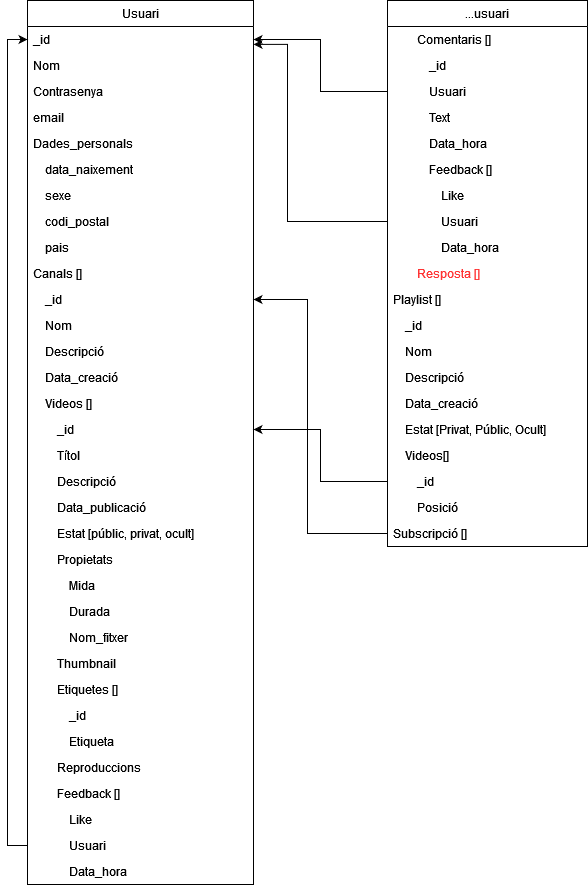 Usuari
_id
Nom
Contrasenya
email
Dades_personals
data_naixement
sexe
codi_postal
pais
Canals []
_id
Nom
Descripció
Data_creació
Videos []
_id
Títol
Descripció
Data_publicació
Estat [públic, privat, ocult]
Propietats
Mida
Durada
Nom_fitxer
Thumbnail
Etiquetes []
_id
Etiqueta
Reproduccions
Feedback []
Like
Usuari
Data_hora
...usuari
Comentaris []
_id
Usuari
Text
Data_hora
Feedback []
Like
Usuari
Data_hora
Resposta []
Playlist []
_id
Nom
Descripció
Data_creació
Estat [Privat, Públic, Ocult]
Videos[]
_id
Posició
Subscripció []